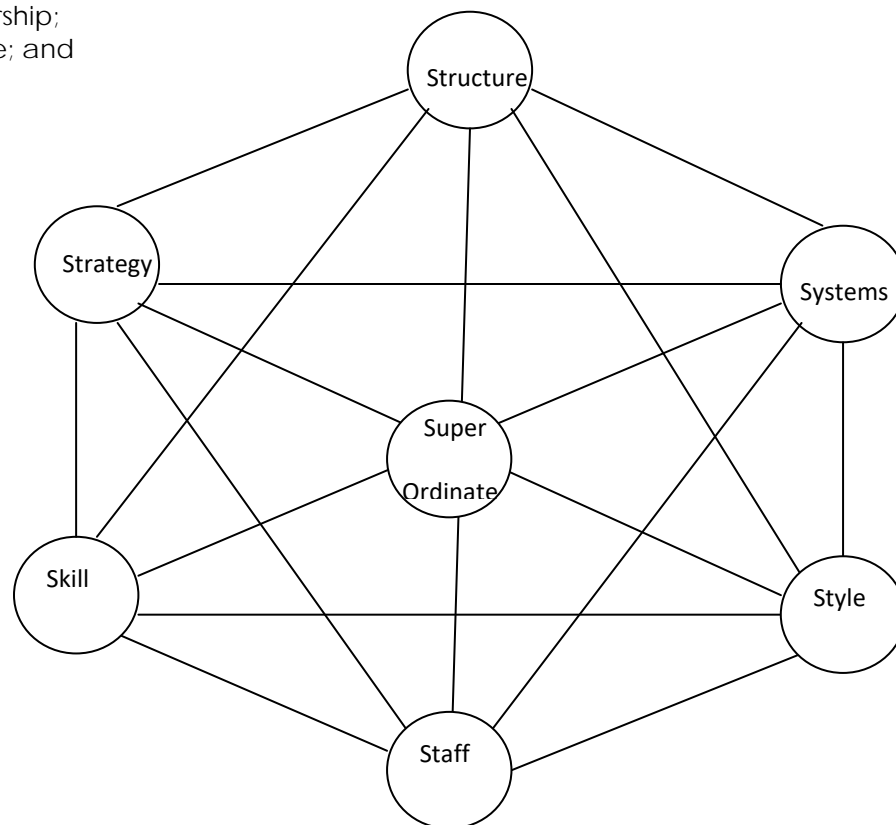 rship;
e; and
Structure
Strategy
Systems
Super
Ordinate
Skill
Style
Staff